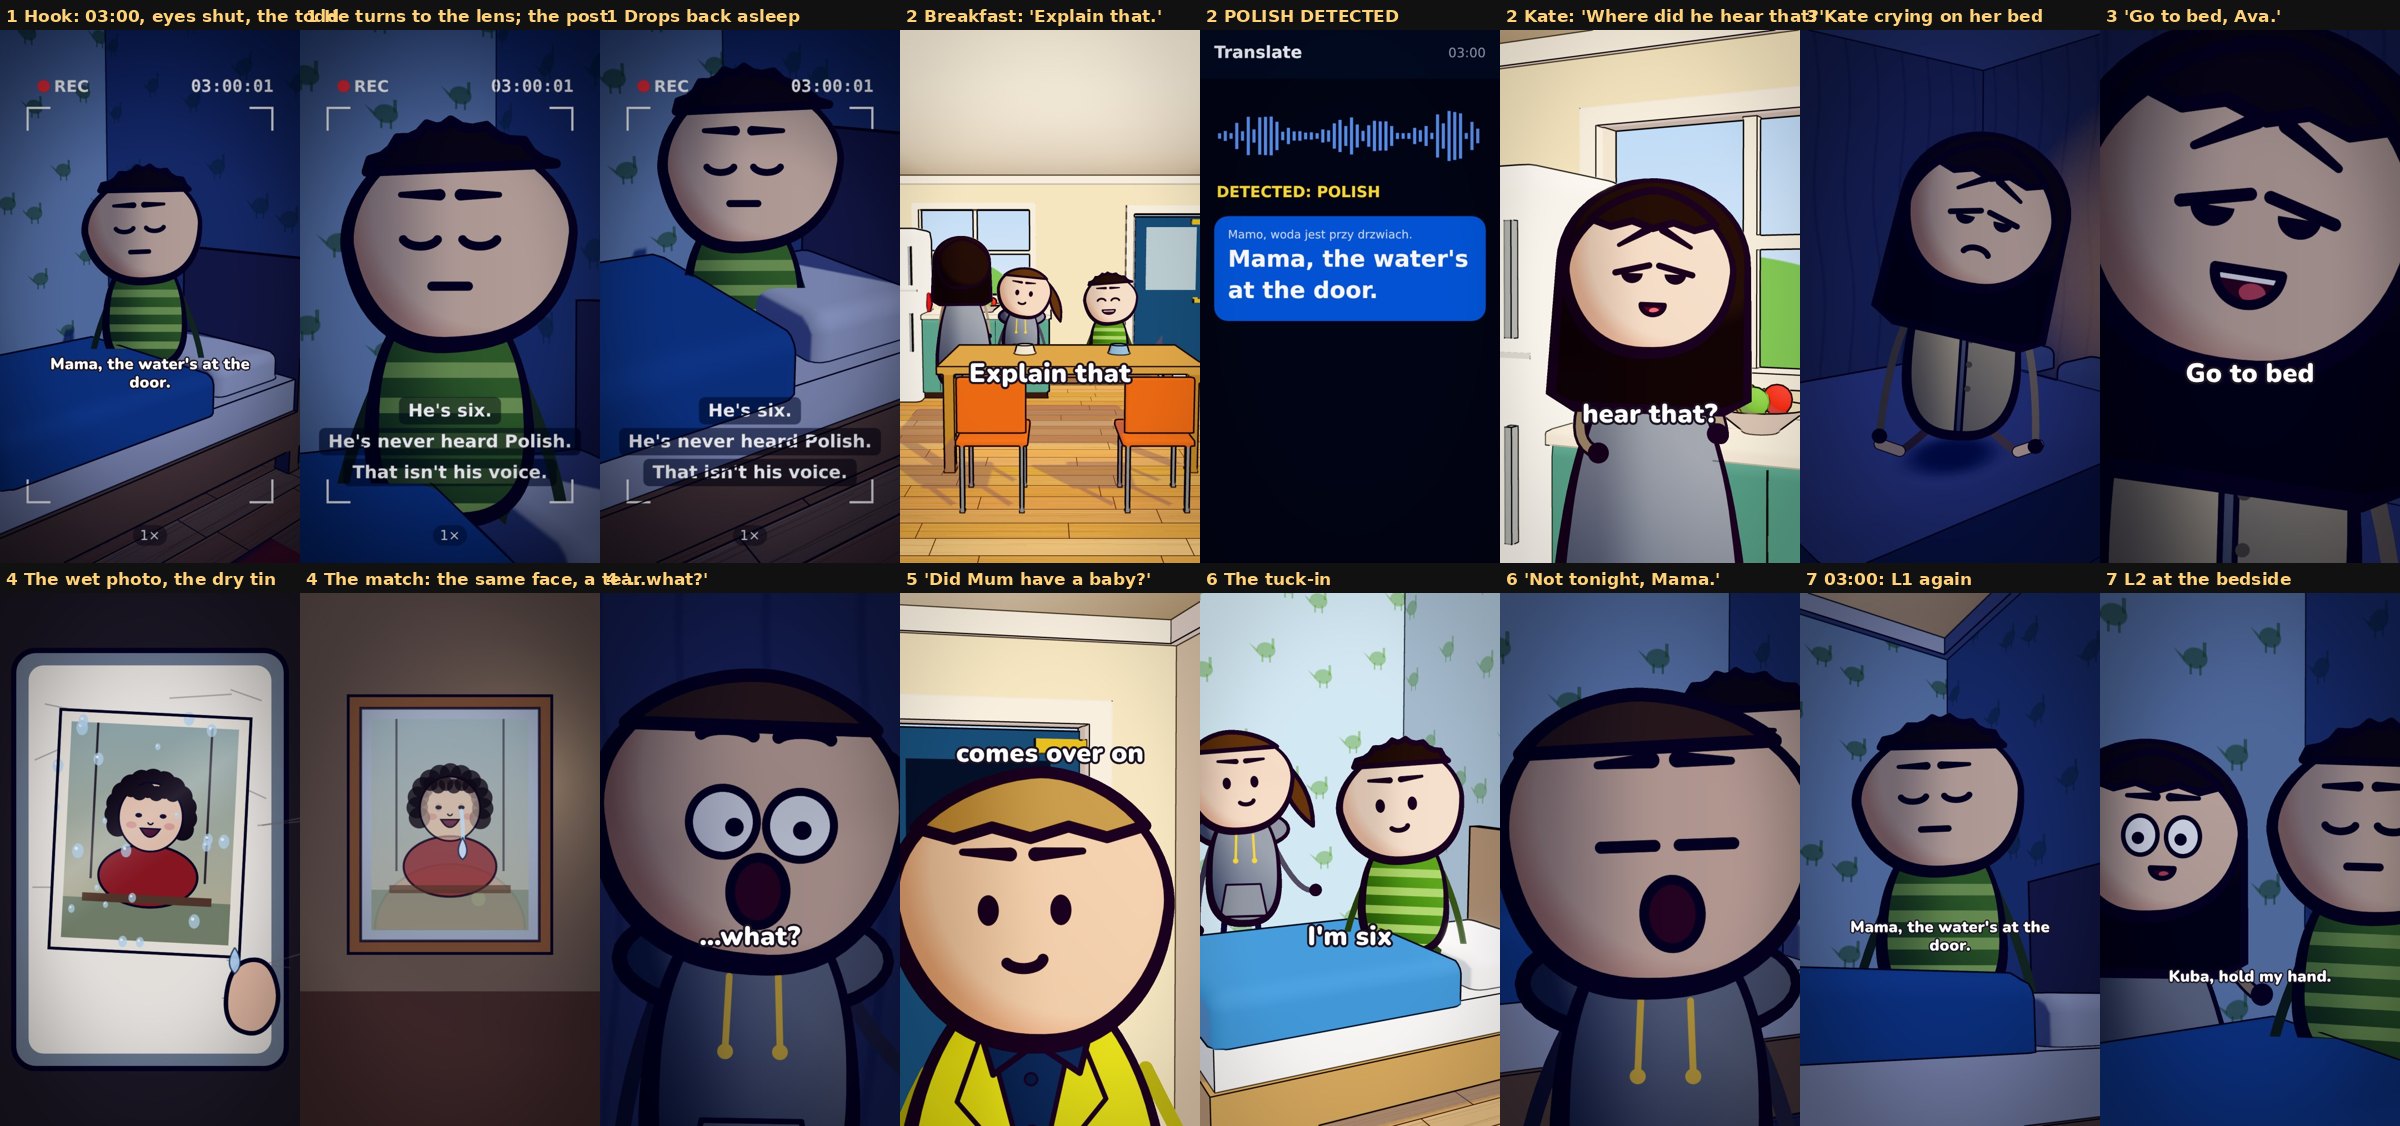 1 Hook: 03:00, eyes shut, the todd
1 He turns to the lens; the post
1 Drops back asleep
2 Breakfast: 'Explain that.'
2 POLISH DETECTED
2 Kate: 'Where did he hear that?'
3 Kate crying on her bed
3 'Go to bed, Ava.'
REC 03:00:01
Mama, the water's at the
door.
1×
REC 03:00:01
He's six.
He's never heard Polish.
That isn't his voice.
1×
REC 03:00:01
He's six.
He's never heard Polish.
That isn't his voice.
1×
Explain that
Translate 03:00
DETECTED: POLISH
Mamo, woda jest przy drzwiach.
Mama, the water's
at the door.
hear that?
Go to bed
4 The wet photo, the dry tin
4 The match: the same face, a tear
4 '...what?'
5 'Did Mum have a baby?'
6 The tuck-in
6 'Not tonight, Mama.'
7 03:00: L1 again
7 L2 at the bedside
...what?
comes over on
I'm six
Mama, the water's at the
door.
Kuba, hold my hand.